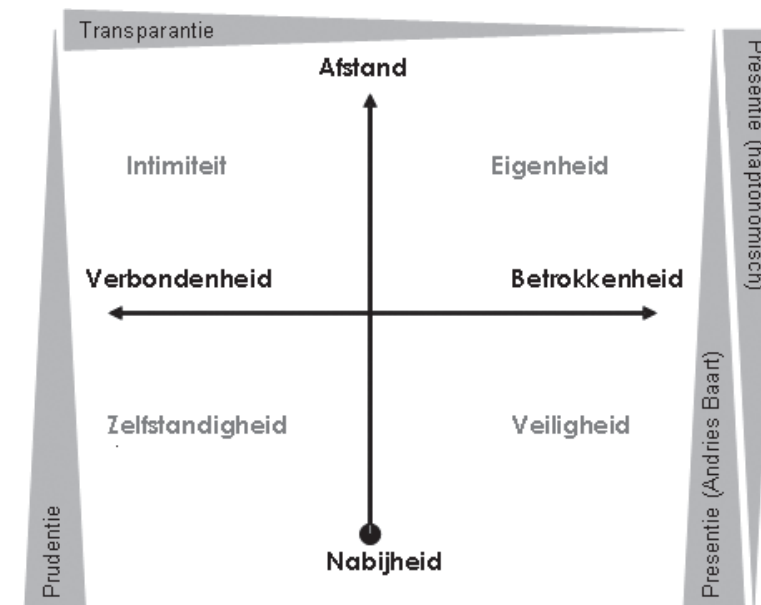 Transparantie
Afstand
Intimiteit
Eigenheid
Verbondenheid
Betrokkenheid
Zelfstandigheid
Veiligheid
Nabijheid
Prudentie
Presentie (Andries Baart)
Presentie (haptonomisch)